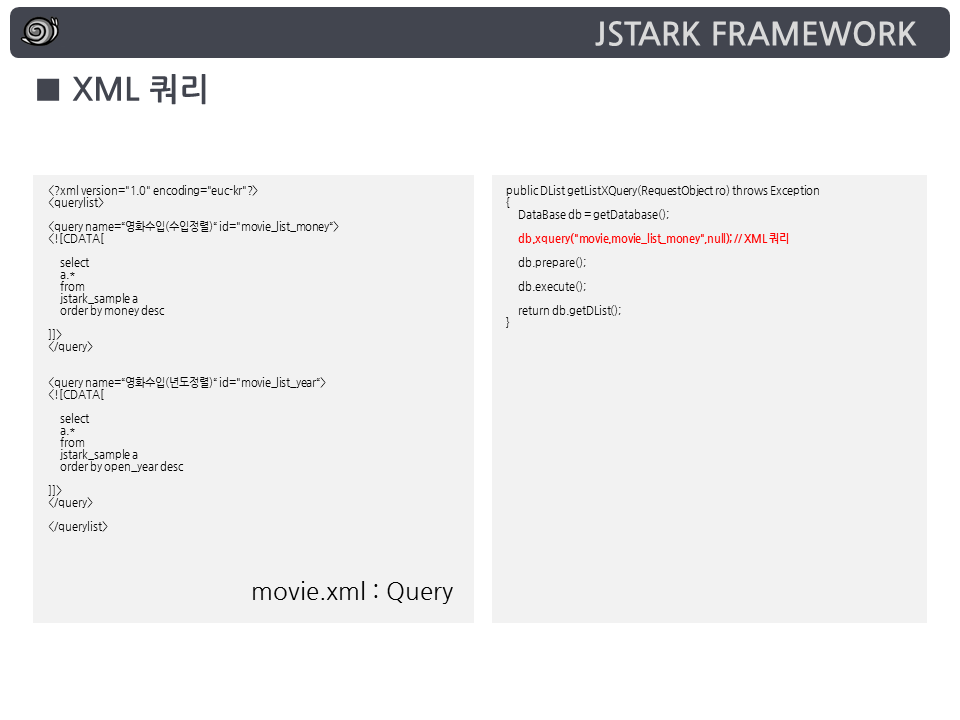 JSTARK FRAMEWORK
■ XML 쿼리
<?xml version="1.0" encoding="euc-kr"?>
<querylist>
<query name=“영화수입(수입정렬)“ id="movie_list_money“>
<![CDATA[
select
a.*
from
jstark_sample a
order by money desc
]]>
</query>
<query name=“영화수입(년도정렬)“ id="movie_list_year“>
<![CDATA[
select
a.*
from
jstark_sample a
order by open_year desc
]]>
</query>
</querylist>
movie.xml : Query
public DList getListXQuery(RequestObject ro) throws Exception
{
DataBase db = getDatabase();
db.xquery("movie,movie_list_money",null); // XML 쿼리
db.prepare();
db.execute();
return db.getDList();
}